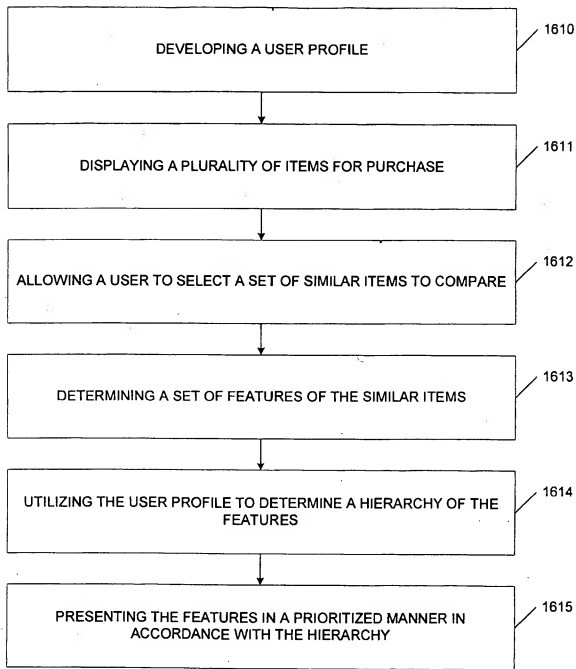 1610
DEVELOPING A USER PROFILE
1611
DISPLAYING A PLURALITY OF ITEMS FOR PURCHASE
1612
ALLOWING A USER TO SELECT A SET OF SIMILAR ITEMS TO COMPARE
1613
DETERMINING A SET OF FEATURES OF THE SIMILAR ITEMS
1614
UTILIZING THE USER PROFILE TO DETERMINE A HIERARCHY OF THE
FEATURES
1615
PRESENTING THE FEATURES IN A PRIORITIZED MANNER IN
ACCORDANCE WITH THE HIERARCHY